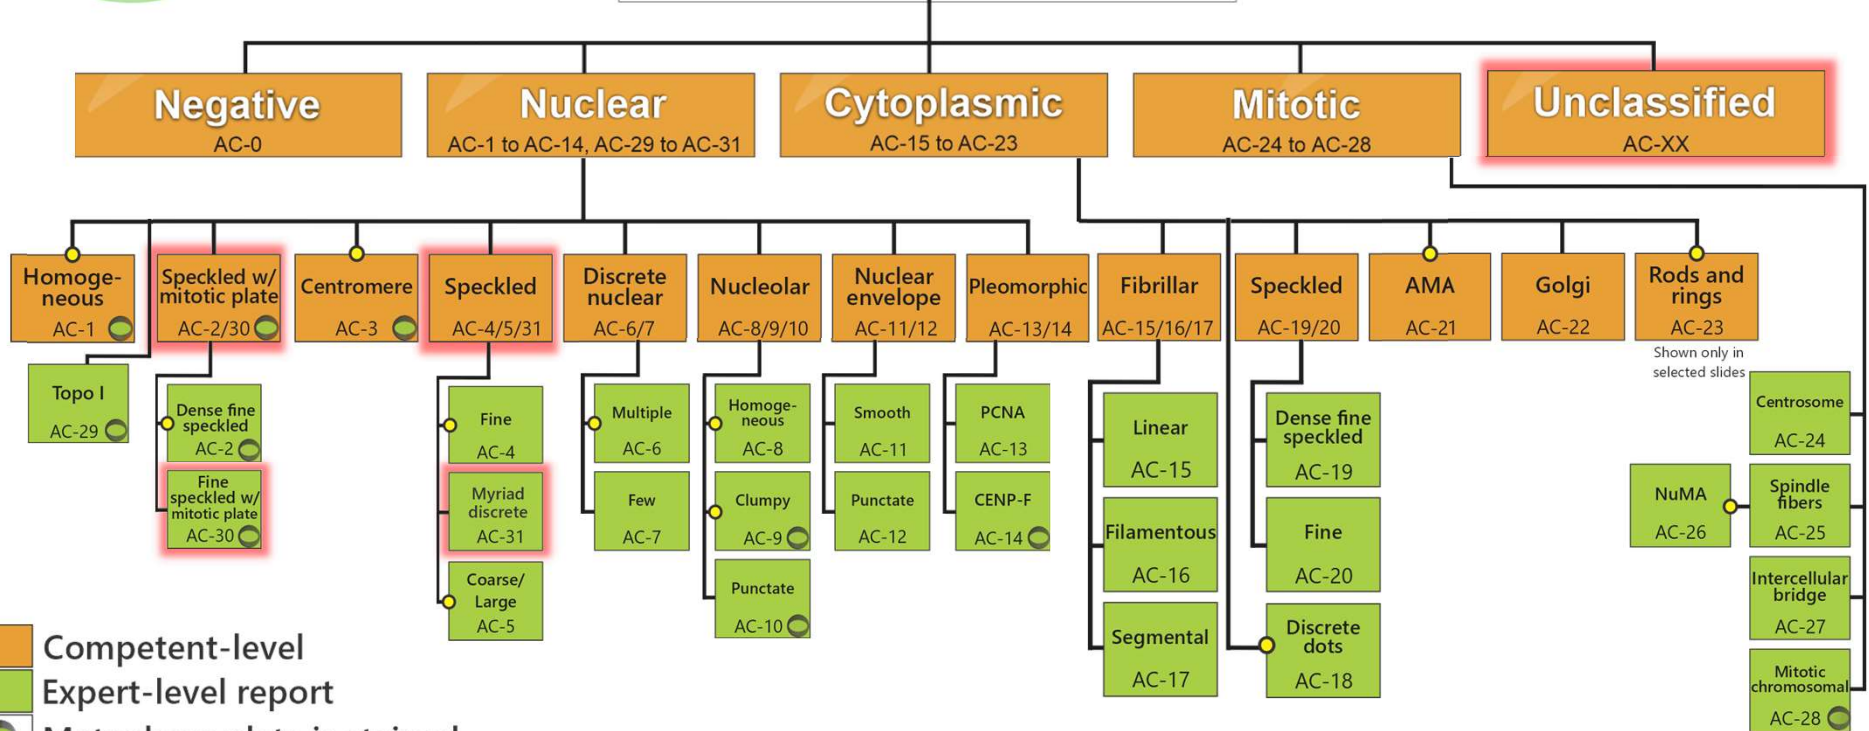 Negative
AC-0
Nuclear
AC-1 to AC-14, AC-29 to AC-31
Cytoplasmic
AC-15 to AC-23
Mitotic
AC-24 to AC-28
Unclassified
AC-XX
Homoge-
neous
AC-1
Speckled w/
mitotic plate
AC-2/30
Centromere
AC-3
Speckled
AC-4/5/31
Discrete
nuclear
AC-6/7
Nucleolar
AC-8/9/10
Nuclear
envelope
AC-11/12
Pleomorphic
AC-13/14
Fibrillar
AC-15/16/17
Speckled
AC-19/20
AMA
AC-21
Golgi
AC-22
Rods and
rings
AC-23
Shown only in
selected slides
Topo I
AC-29
Dense fine
speckled
AC-2
Fine
speckled w/
mitotic plate
AC-30
Fine
AC-4
Myriad
discrete
AC-31
Coarse/
Large
AC-5
Multiple
AC-6
Few
AC-7
Homoge-
neous
AC-8
Clumpy
AC-9
Punctate
AC-10
Smooth
AC-11
Punctate
AC-12
PCNA
AC-13
CENP-F
AC-14
Linear
AC-15
Filamentous
AC-16
Segmental
AC-17
Dense fine
speckled
AC-19
Fine
AC-20
Discrete
dots
AC-18
Centrosome
AC-24
NuMA
AC-26
Spindle
fibers
AC-25
Intercellular
bridge
AC-27
Mitotic
chromosomal
AC-28
Competent-level
Expert-level report